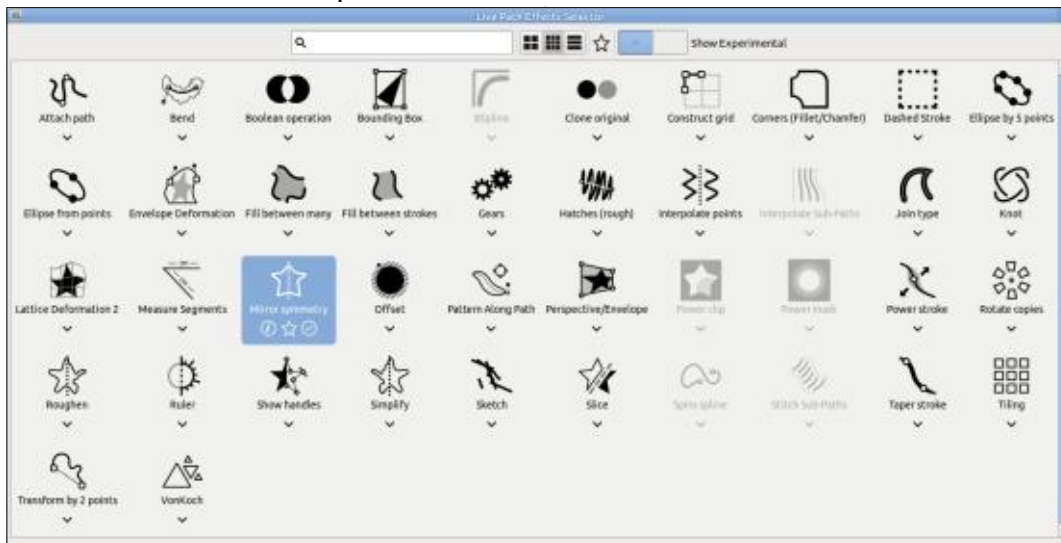 Live Path Effects Selector
Show Experimental
Attach path Bend Boolean operation Bounding Box BSpline Clone original Construct grid Corners (Fillet/Chamfer) Dashed Stroke Ellipse by 5 points
Ellipse from points Envelope Deformation Fill between many Fill between strokes Gears Hatches (rough) Interpolate points Interpolate Sub-Paths Join type Knot
Lattice Deformation 2 Measure Segments Mirror symmetry Offset Pattern Along Path Perspective/Envelope Power clip Power mask Power stroke Rotate copies
Roughen Ruler Show handles Simplify Sketch Slice Spiro spline Stitch Sub-Paths Taper stroke Tiling
Transform by 2 points VonKoch